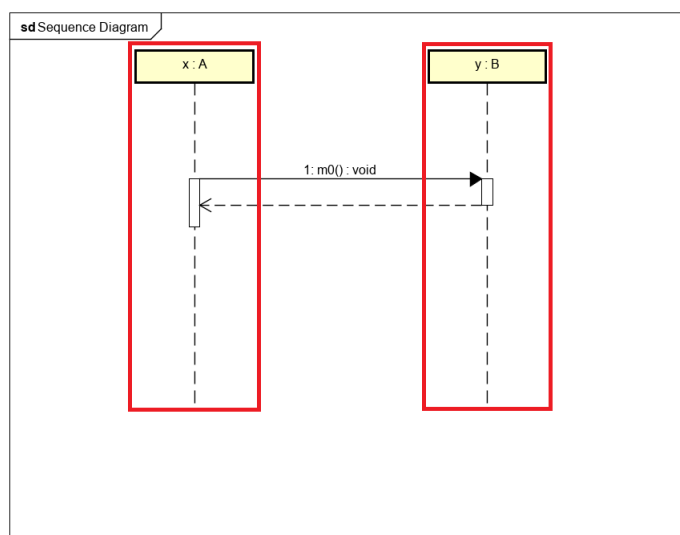 sd Sequence Diagram
x : A
y : B
1: m0() : void